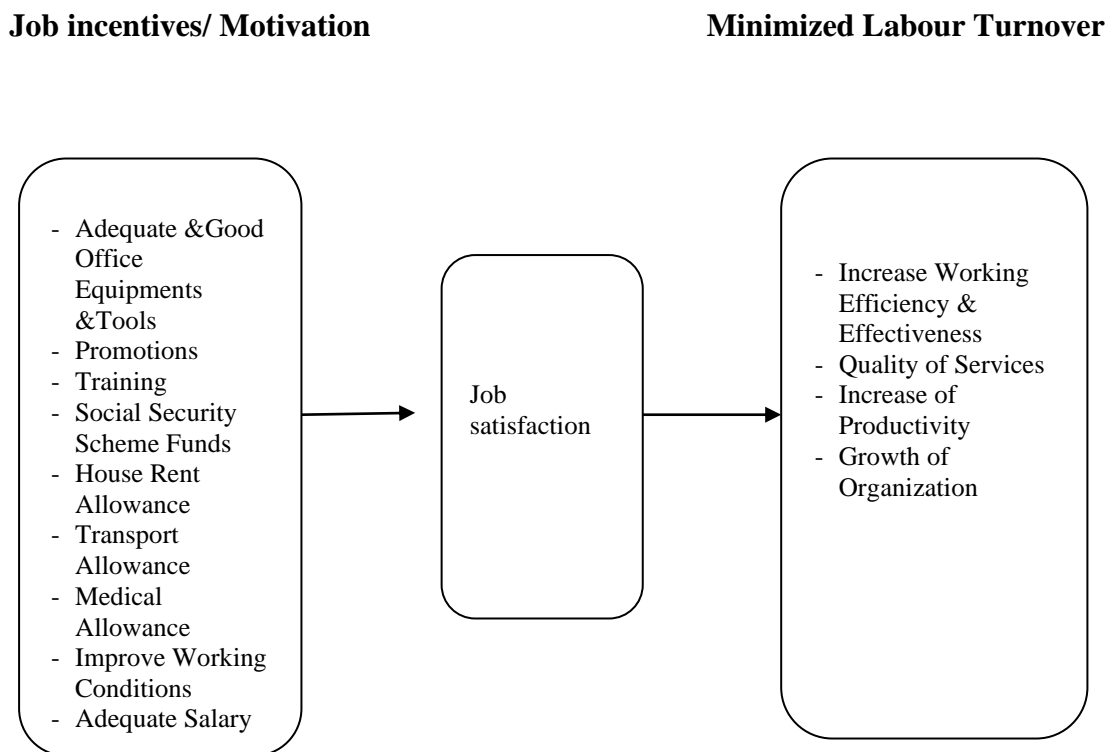 Job incentives/ Motivation
Minimized Labour Turnover
- Adequate &Good
Office
Equipments
&Tools
- Promotions
- Training
- Social Security
Scheme Funds
- House Rent
Allowance
- Transport
Allowance
- Medical
Allowance
- Improve Working
Conditions
- Adequate Salary
Job
satisfaction
- Increase Working
Efficiency &
Effectiveness
- Quality of Services
- Increase of
Productivity
- Growth of
Organization